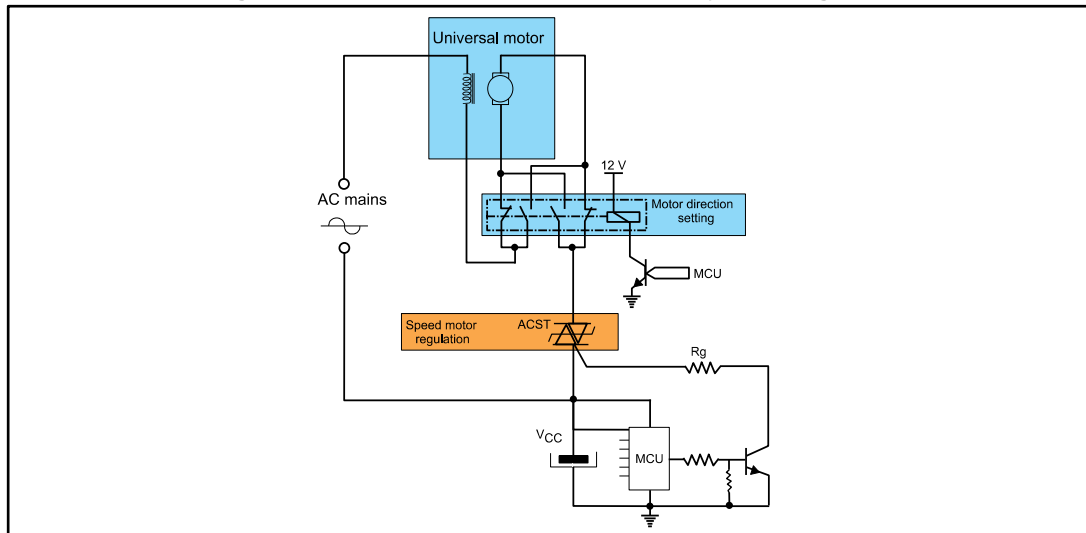 Universal motor
12 V
AC mains
Motor direction
setting
MCU
Speed motor
regulation
ACST
Rg
VCC
MCU